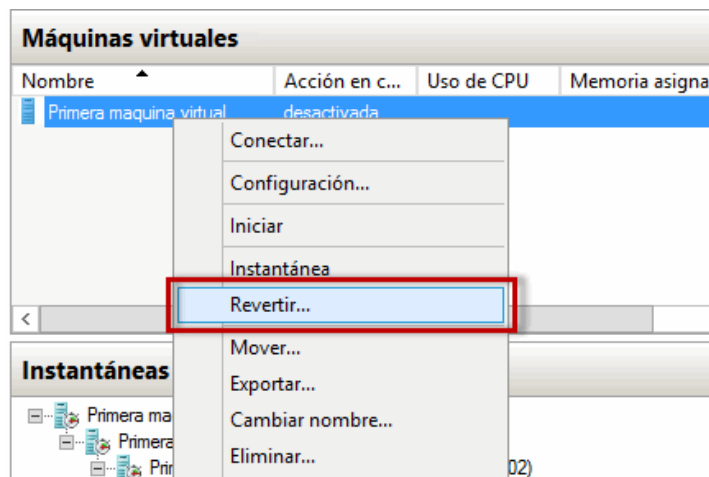 Máquinas virtuales
Nombre Acción en c... Uso de CPU Memoria asigna
Primera maquina virtual desactivada
Conectar...
Configuración...
Iniciar
Instantánea
Revertir...
Mover...
Exportar...
Cambiar nombre...
Eliminar...
Instantáneas
Primera ma
Primera
Prir 02)